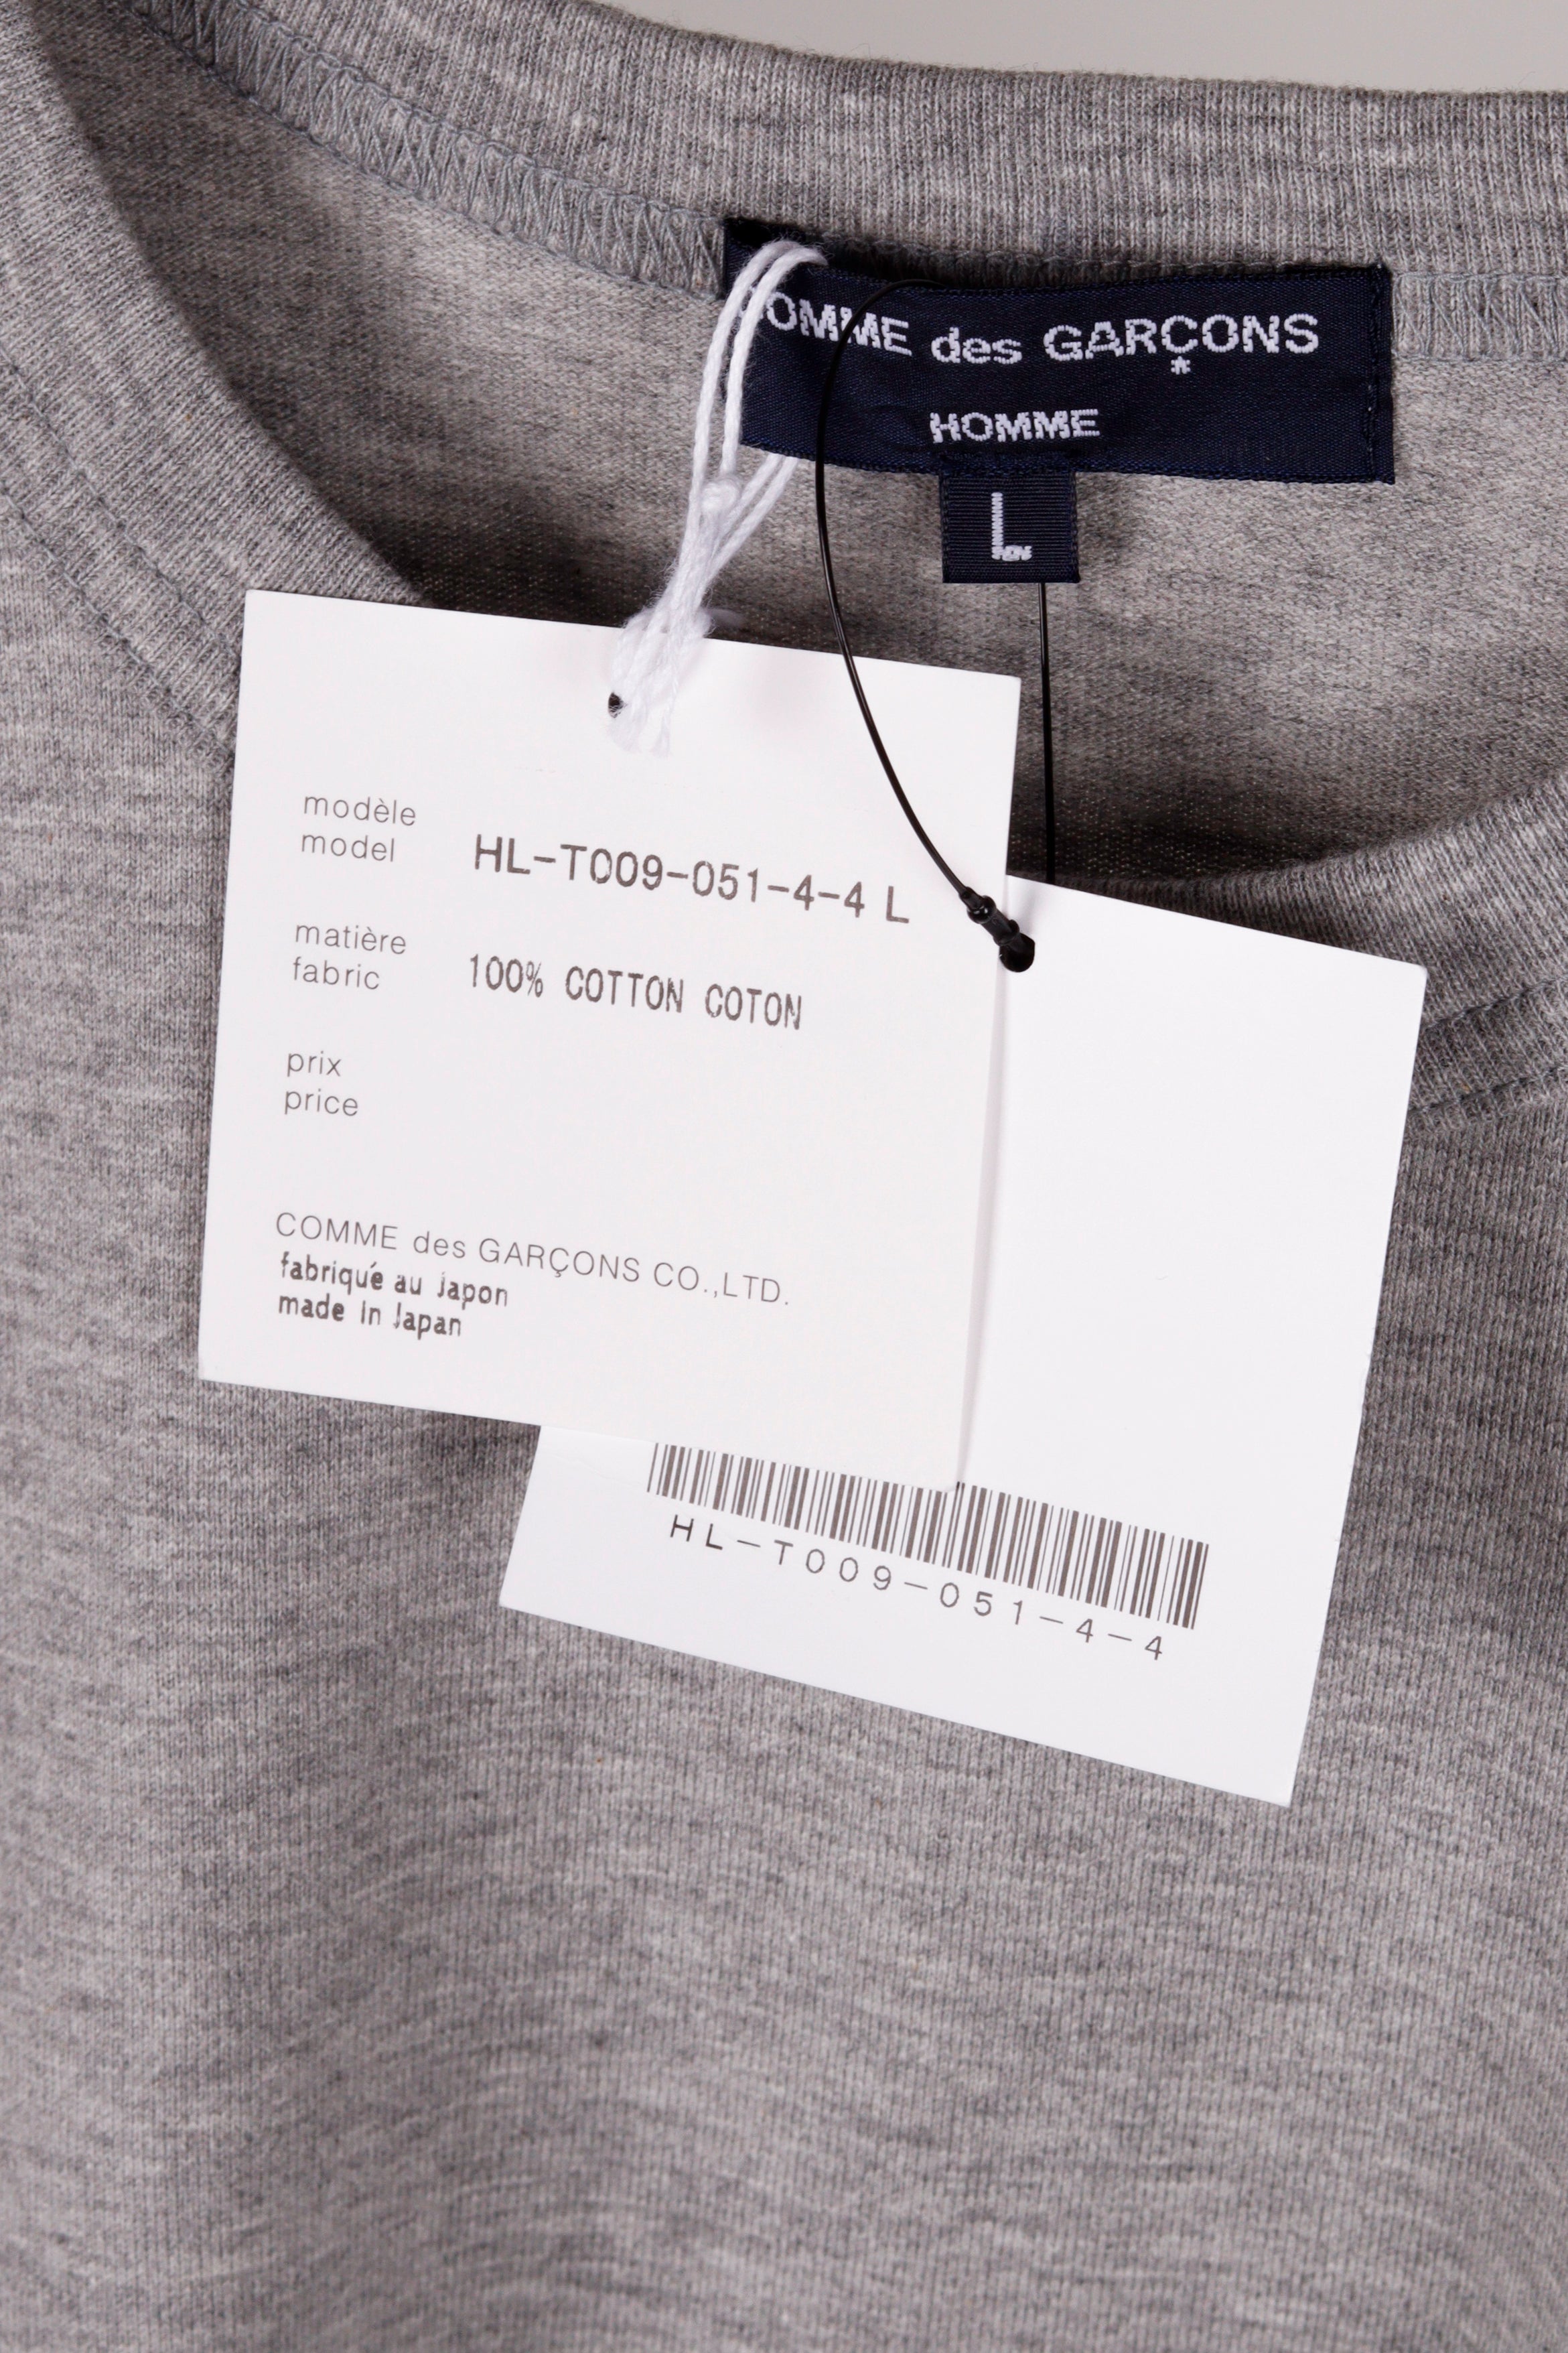 OMME des GARÇONS
HOMME
L
modèle
model
HL-T009-051-4-4 L
matière
fabric
100% COTTON COTON
prix
price
COMME des GARÇONS CO.,LTD.
fabriqué au japon
made in japan
HL-T009-051-4-4